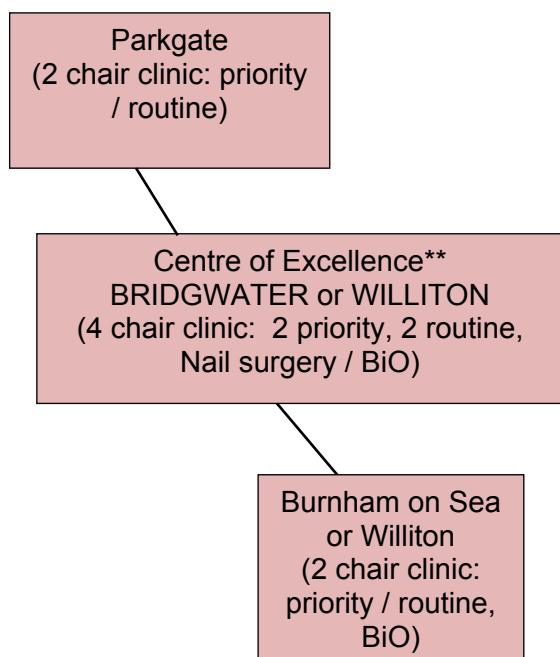 Parkgate
(2 chair clinic: priority
/ routine)
Centre of Excellence**
BRIDGWATER or WILLITON
(4 chair clinic:  2 priority, 2 routine,
Nail surgery / BiO)
Burnham on Sea
or Williton
(2 chair clinic:
priority / routine,
BiO)